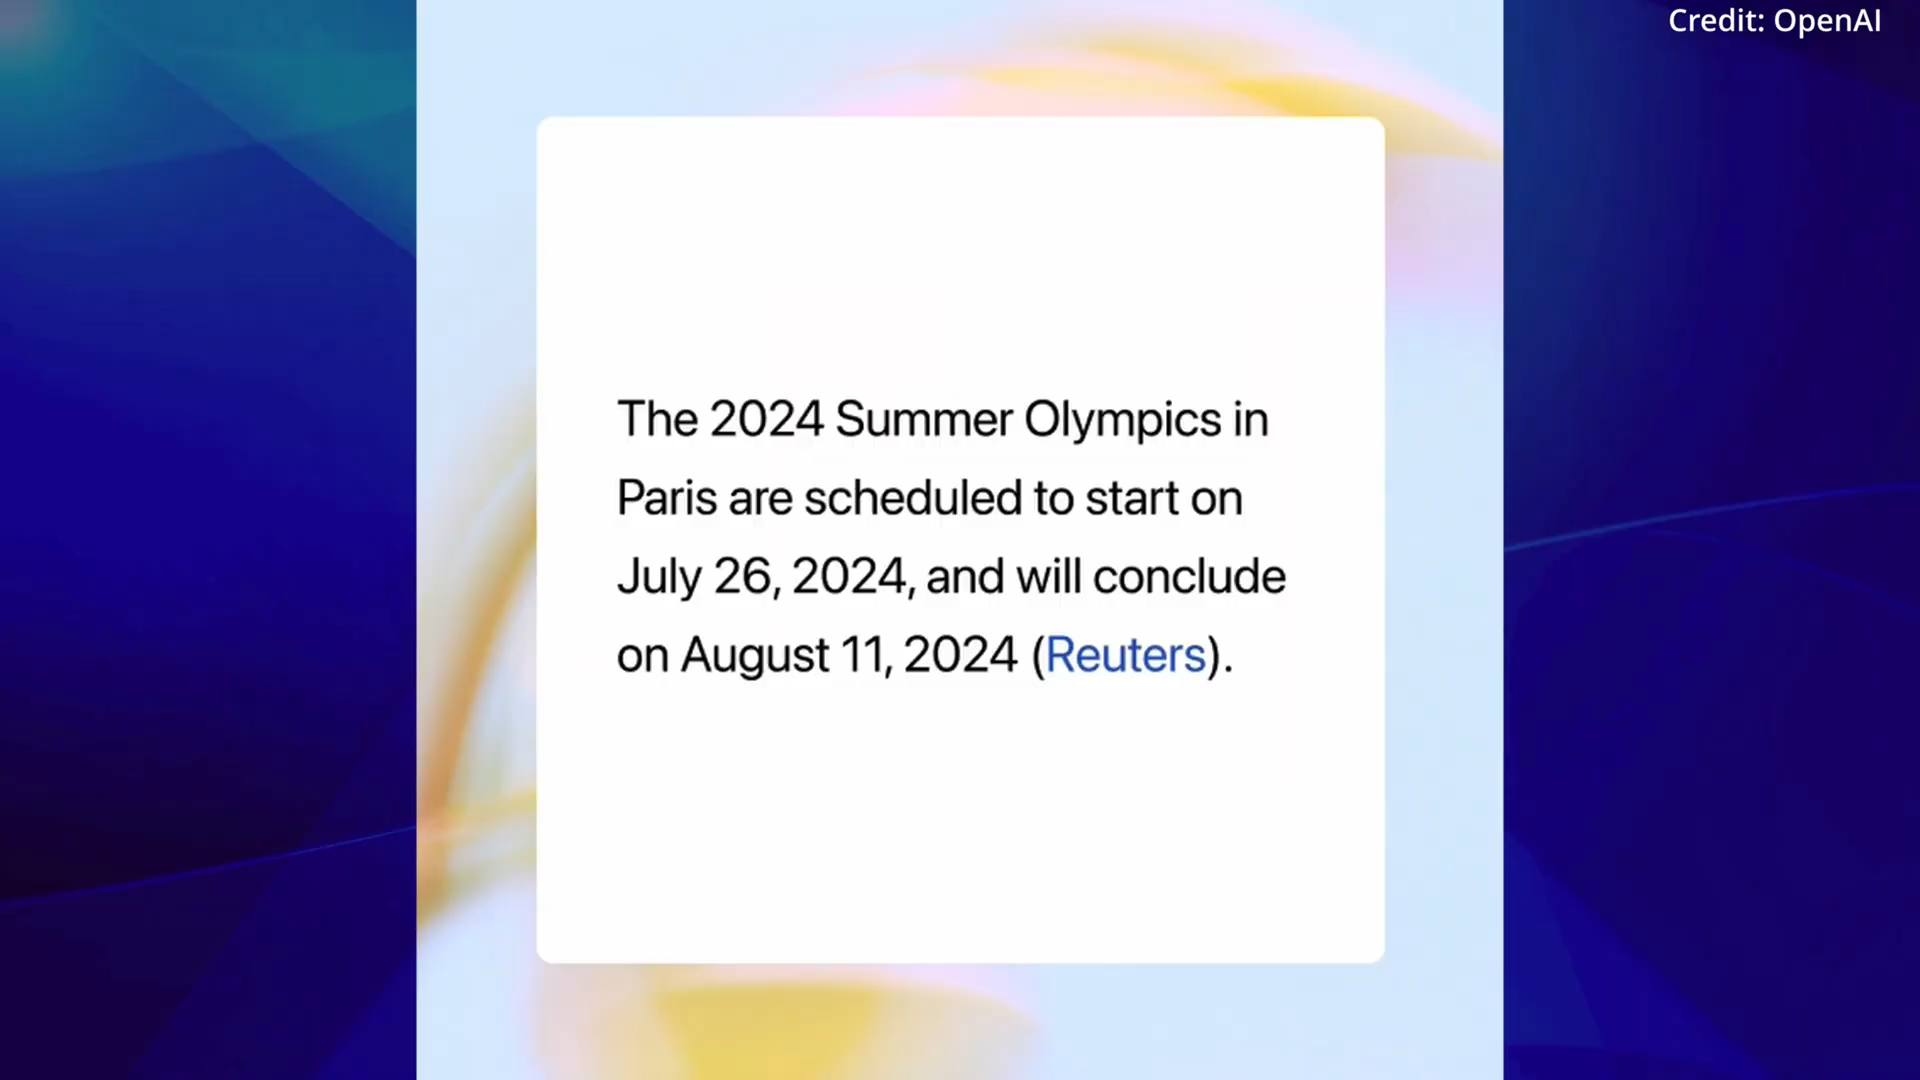 Credit: OpenAI
The 2024 Summer Olympics in
Paris are scheduled to start on
July 26, 2024, and will conclude
on August 11, 2024 (Reuters).